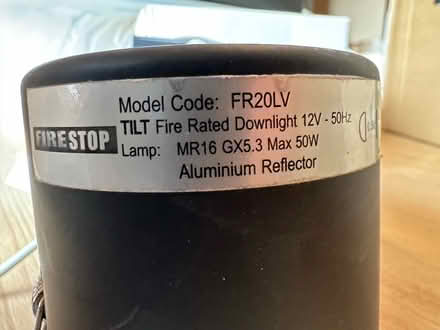 Model Code: FR20LV
FIRESTOP
TILT Fire Rated Downlight 12V - 50Hz
Lamp: MR16 GX5.3 Max 50W
Aluminium Reflector